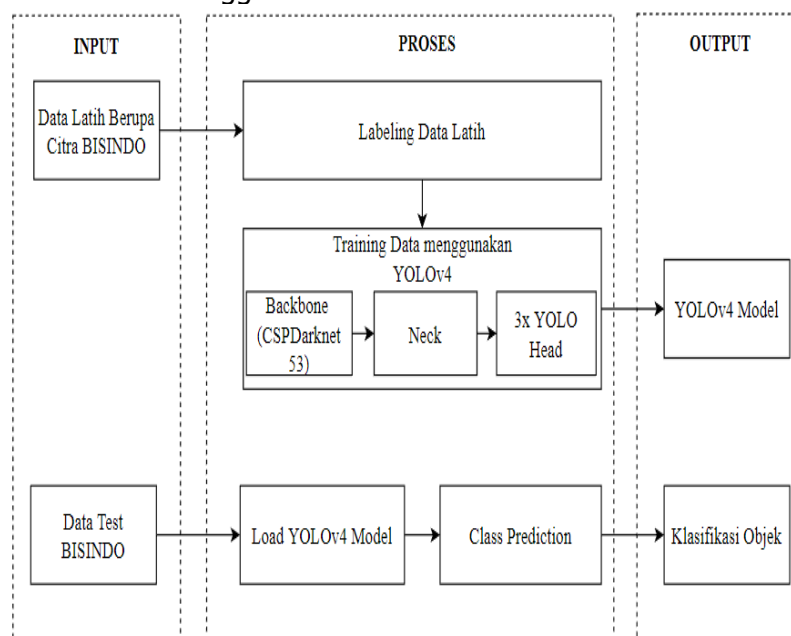 gg
INPUT
PROSES
OUTPUT
Data Latih Berupa
Citra BISINDO
Labeling Data Latih
Training Data menggunakan
YOLOv4
Backbone
(CSPDarknet
53)
Neck
3x YOLO
Head
YOLOv4 Model
Data Test
BISINDO
Load YOLOv4 Model
Class Prediction
Klasifikasi Objek